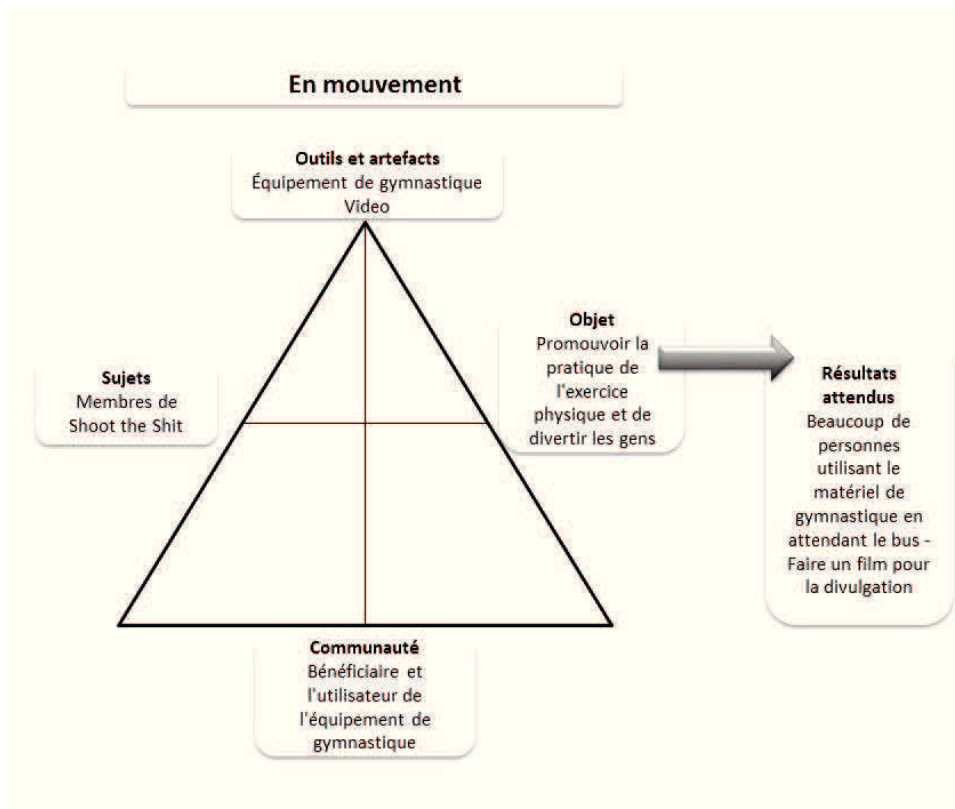 En mouvement
Outils et artefacts
Équipement de gymnastique
Video
Objet
Promouvoir la
pratique de
l'exercice
physique et de
divertir les gens
Sujets
Membres de
Shoot the Shit
Résultats
attendus
Beaucoup de
personnes
utilisant le
matériel de
gymnastique en
attendant le bus -
Faire un film pour
la divulgation
Communauté
Bénéficiaire et
l'utilisateur de
l'équipement de
gymnastique